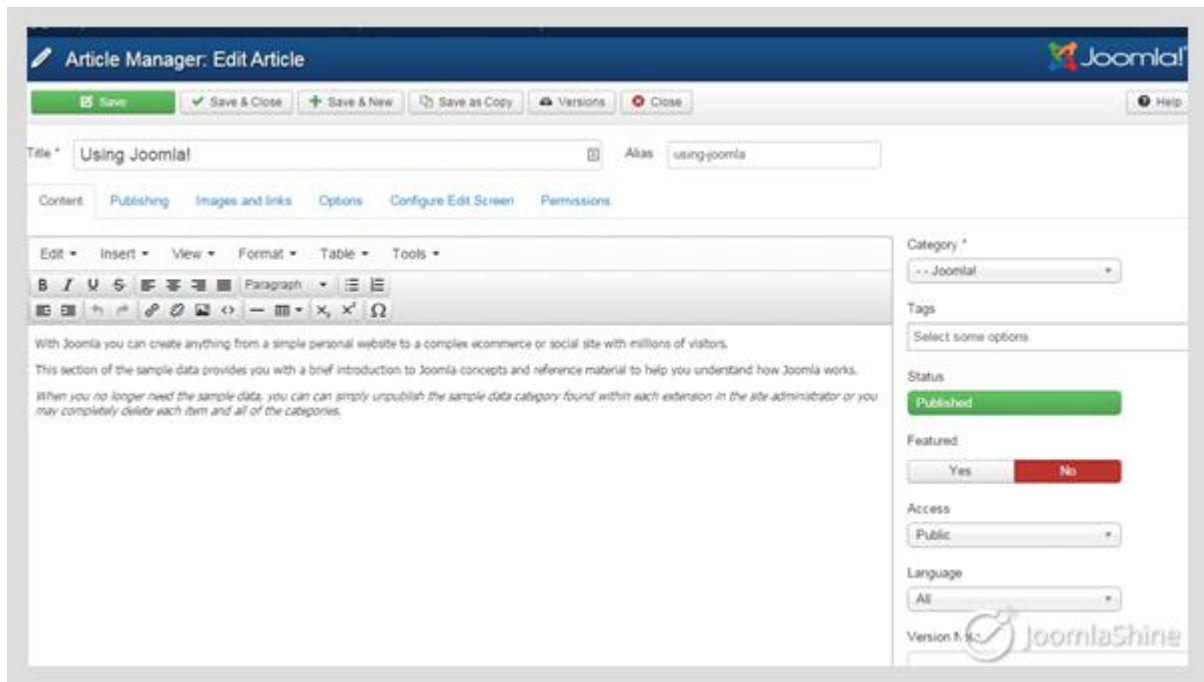 Article Manager: Edit Article
Joomla!
Save
Save & Close
Save & New
Save as Copy
Versions
Close
Help
Title *
Using Joomla!
Alias
using-joomla
Content
Publishing
Images and links
Options
Configure Edit Screen
Permissions
Edit
Insert
View
Format
Table
Tools
B I U S
Paragraph
Ω
With Joomla you can create anything from a simple personal website to a complex ecommerce or social site with millions of visitors.
This section of the sample data provides you with a brief introduction to Joomla concepts and reference material to help you understand how Joomla works.
When you no longer need the sample data, you can can simply unpublish the sample data category found within each extension in the site administrator or you
may completely delete each item and all of the categories.
Category *
- - Joomla!
Tags
Select some options
Status
Published
Featured
Yes
No
Access
Public
Language
All
Version
JoomlaShine